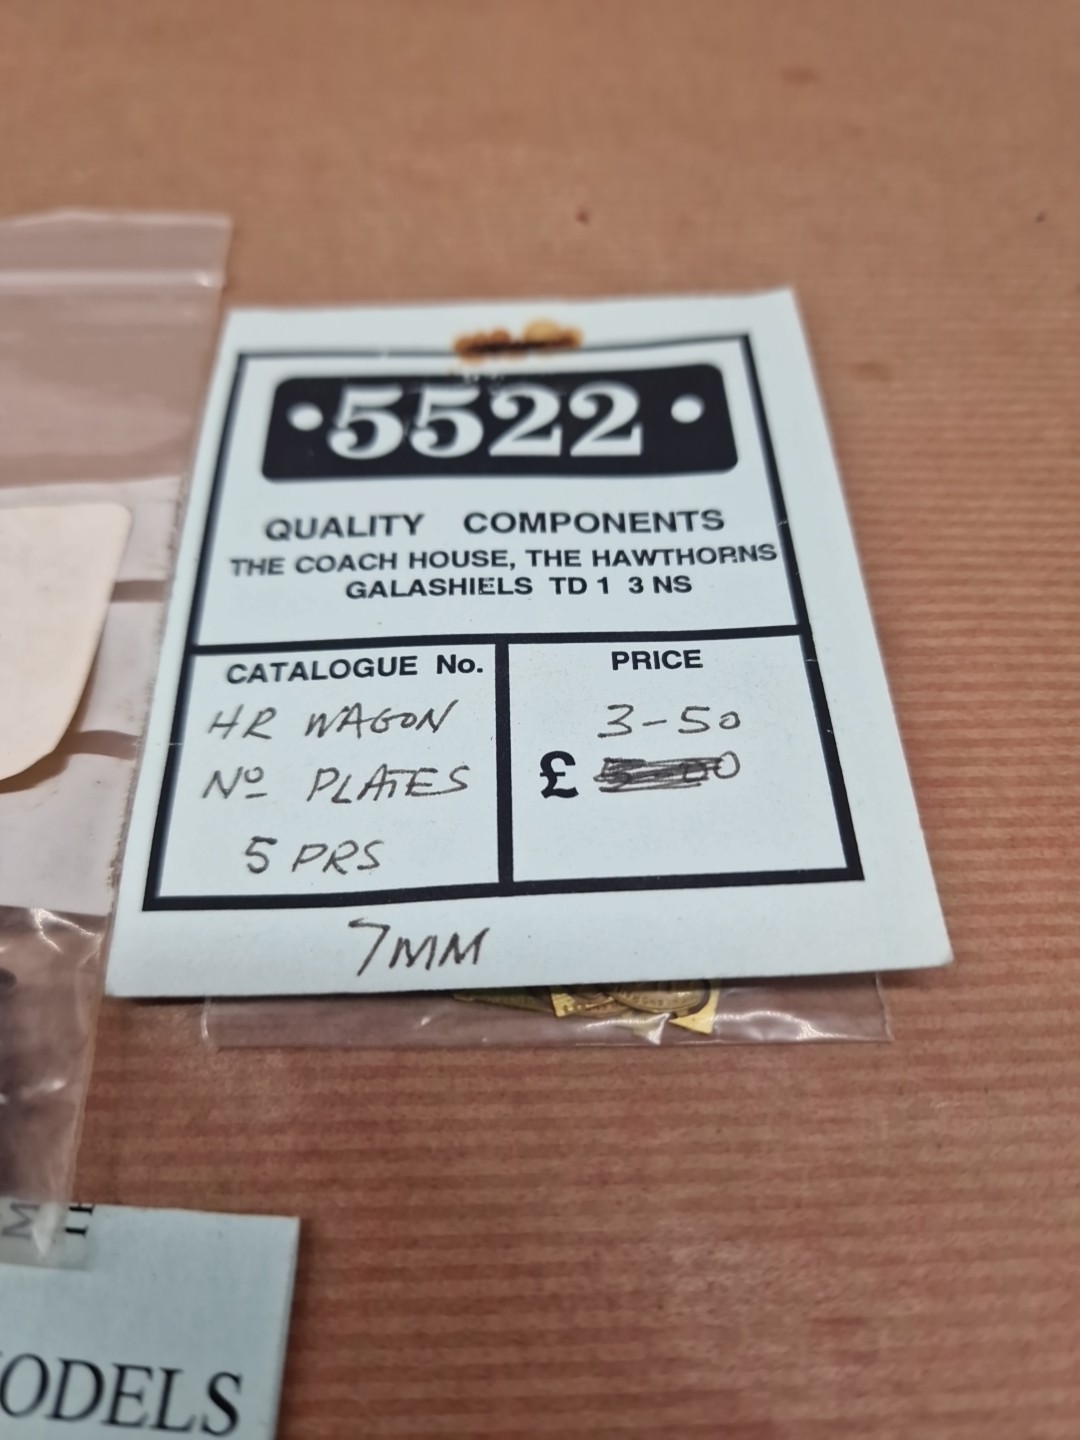 5522
QUALITY COMPONENTS
THE COACH HOUSE, THE HAWTHORNS
GALASHIELS TD 1 3 NS
CATALOGUE No.
HR WAGON
No PLATES
5 PRS
PRICE
3-50
£
7MM
ODELS